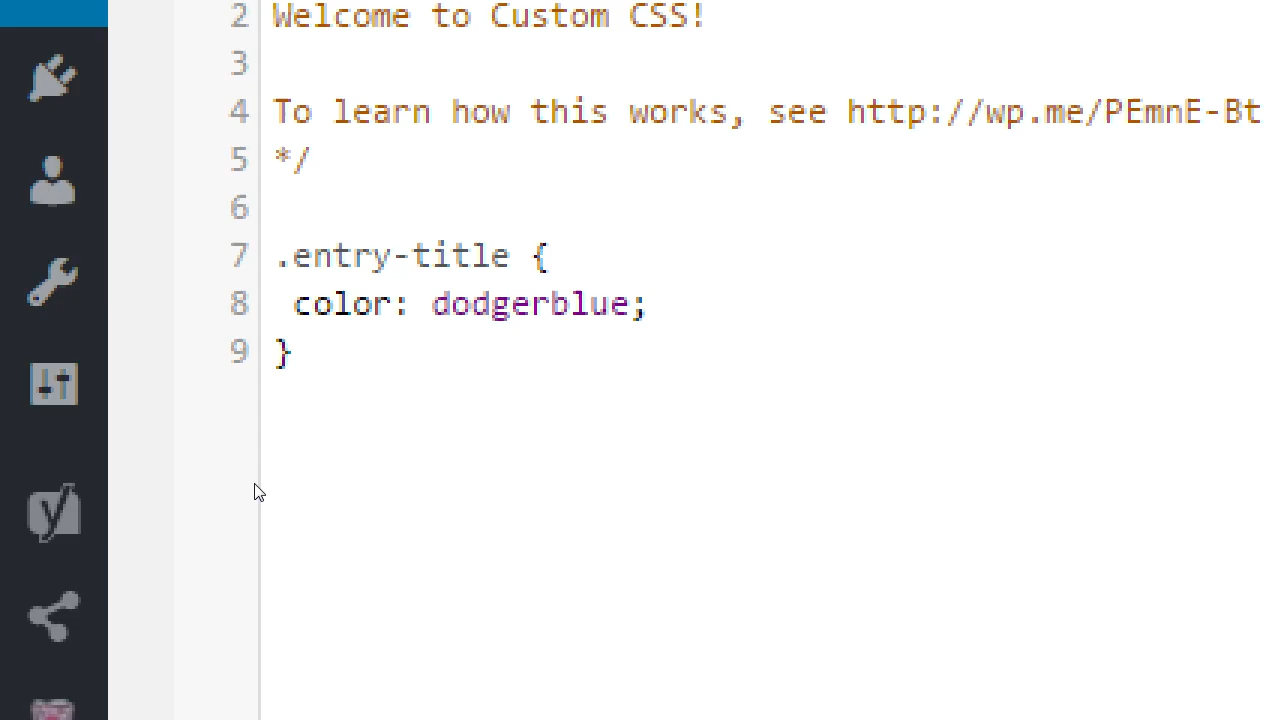 2 Welcome to Custom CSS!
3
4 To learn how this works, see http://wp.me/PEmnE-Bt
5 */
6
7 .entry-title {
8 color: dodgerblue;
9 }
y